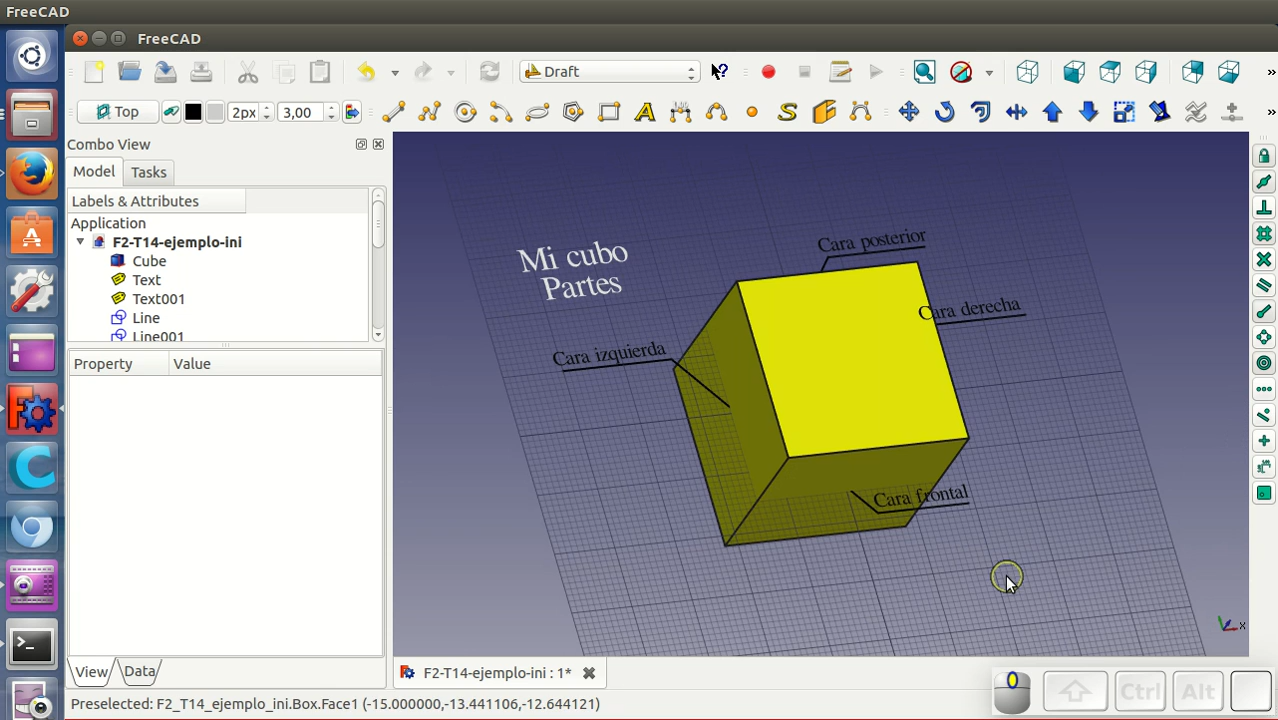 FreeCAD
FreeCAD
Draft
Top
2px
3,00
Combo View
Model
Tasks
Labels & Attributes
Application
F2-T14-ejemplo-ini
Cube
Text
Text001
Line
Line001
Property
Value
View
Data
Mi cubo
Partes
Cara posterior
Cara derecha
Cara izquierda
Cara frontal
x
F2-T14-ejemplo-ini : 1*
Preselected: F2_T14_ejemplo_ini.Box.Face1 (-15.000000,-13.441106,-12.644121)
Ctrl
Alt